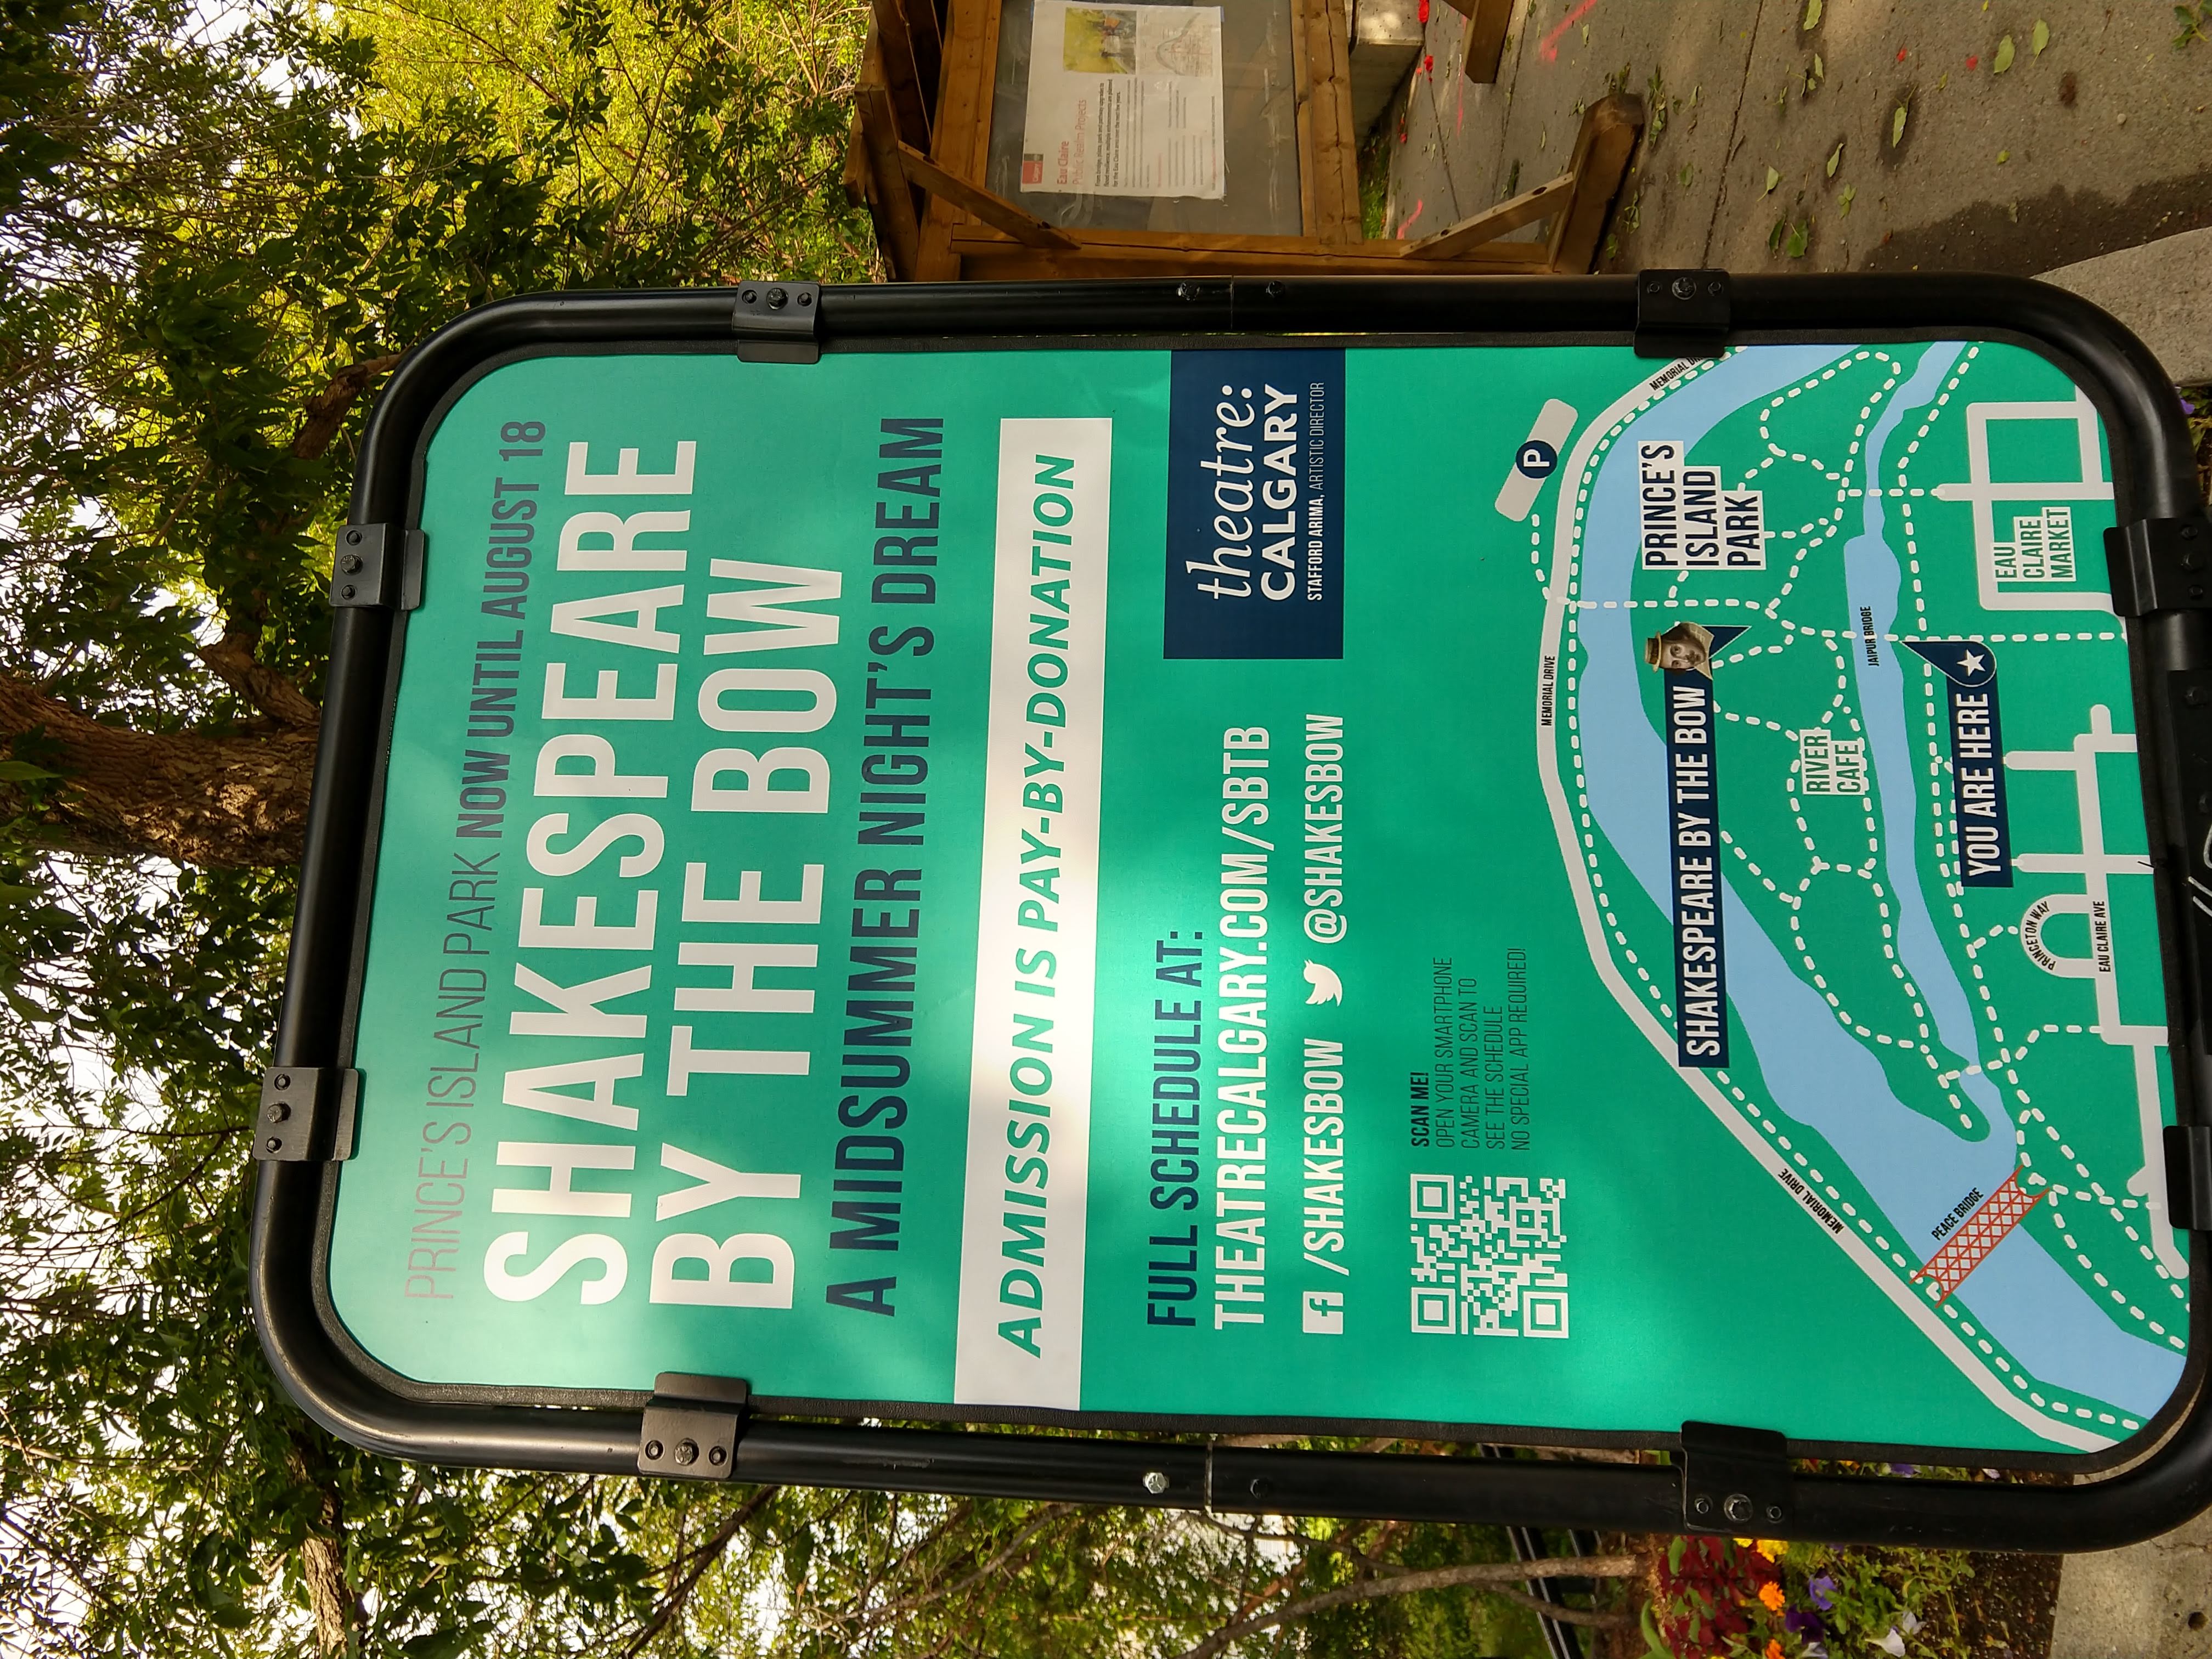 PRINCE'S ISLAND PARK NOW UNTIL AUGUST 18
SHAKESPEARE
BY THE BOW
A MIDSUMMER NIGHT'S DREAM
ADMISSION IS PAY-BY-DONATION
FULL SCHEDULE AT:
THEATRECALGARY.COM/SBTB
/SHAKESBOW @SHAKESBOW
theatre:
CALGARY
STAFFORD ARIMA, ARTISTIC DIRECTOR
SCAN ME!
OPEN YOUR SMARTPHONE
CAMERA AND SCAN TO
SEE THE SCHEDULE
NO SPECIAL APP REQUIRED!
P
MEMORIAL DRIVE
MEMORIAL
PRINCE'S
ISLAND
PARK
SHAKESPEARE BY THE BOW
MEMORIAL DRIVE
RIVER
CAFE
JAIPUR BRIDGE
PEACE BRIDGE
YOU ARE HERE
EAU
CLAIRE
MARKET
PRINCETON WAY
EAU CLAIRE AVE
Eau Claire
Public Realm Projects